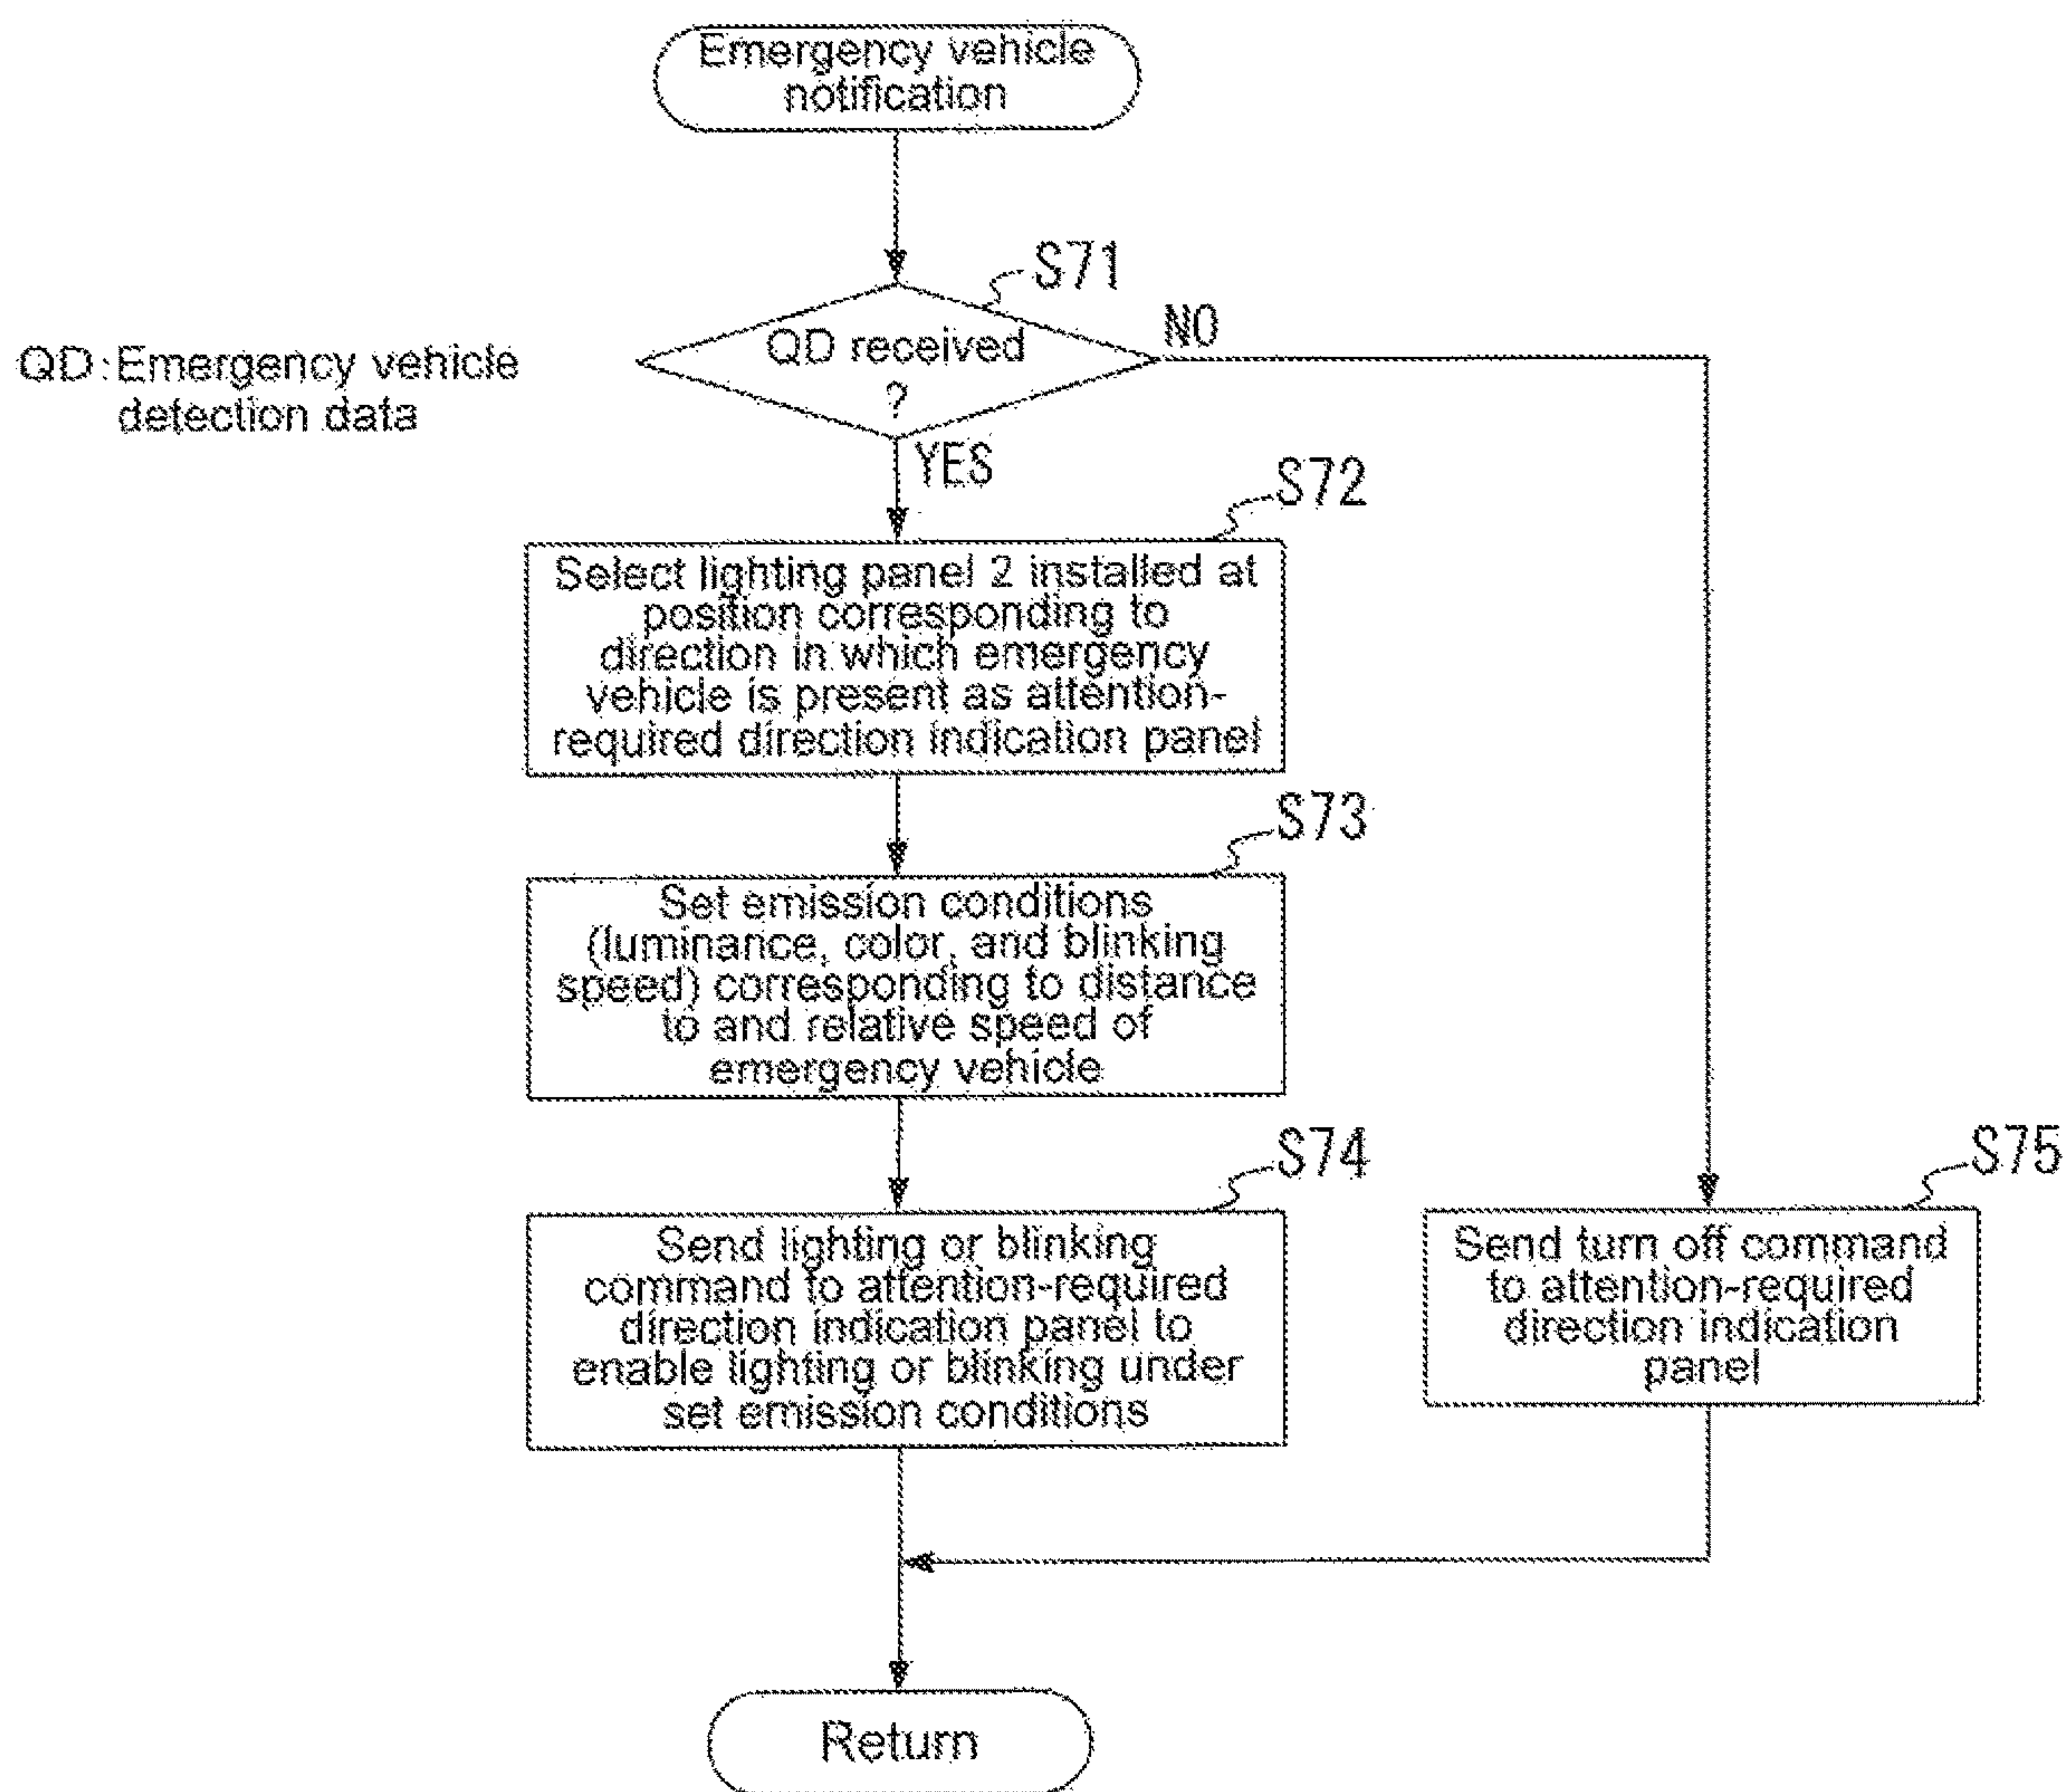 Emergency vehicle
notification
S71
QD received
?
NO
QD:Emergency vehicle
detection data
YES
S72
Select lighting panel 2 installed at
position corresponding to
direction in which emergency
vehicle is present as attention-
required direction indication panel
S73
Set emission conditions
(luminance, color, and blinking
speed) corresponding to distance
to and relative speed of
emergency vehicle
S74
Send lighting or blinking
command to attention-required
direction indication panel to
enable lighting or blinking under
set emission conditions
S75
Send turn off command
to attention-required
direction indication
panel
Return